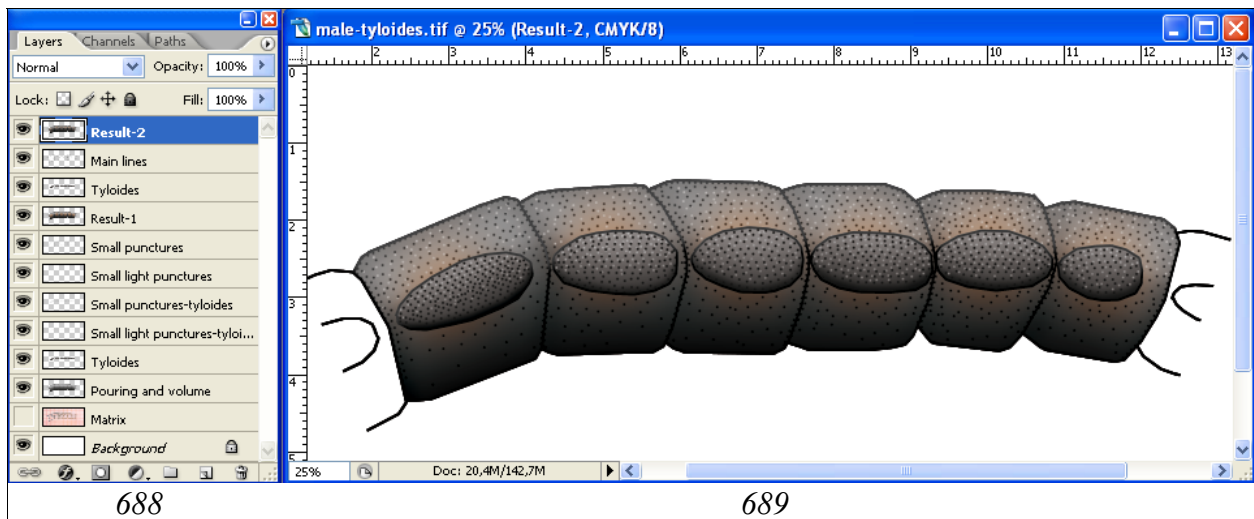 Layers Channels Paths
Normal Opacity: 100%
Lock: Fill: 100%
Result-2
Main lines
Tyloides
Result-1
Small punctures
Small light punctures
Small punctures-tyloides
Small light punctures-tyloi...
Tyloides
Pouring and volume
Matrix
Background
688
male-tyloides.tif @ 25% (Result-2, CMYK/8)
2 3 4 5 6 7 8 9 10 11 12 13
0
1
2
3
4
5
25% Doc: 20,4M/142,7M
689